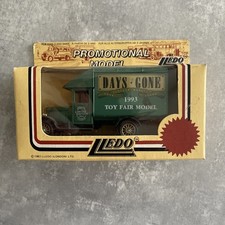 PROMOTIONAL
MODEL
DAYS GONE
1993
TOY FAIR MODEL
LLEDO
LLEDO